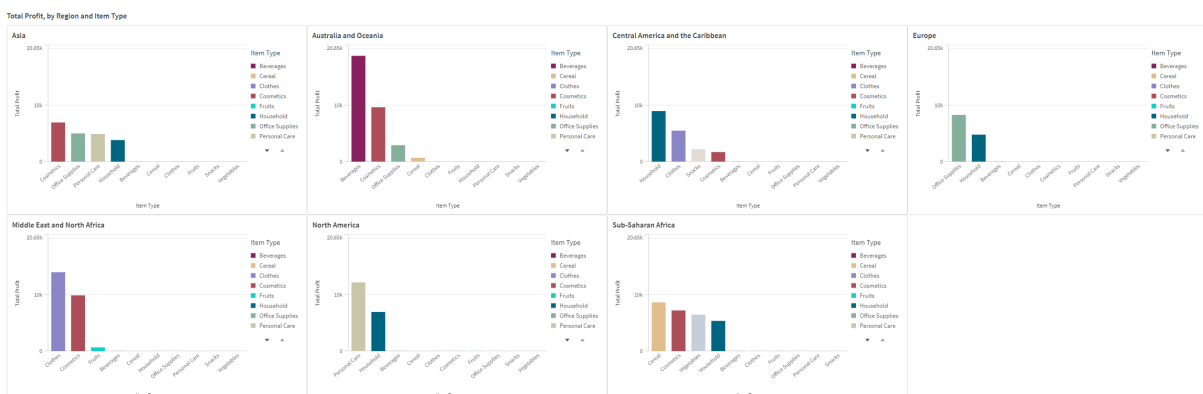 Total Profit, by Region and Item Type
Asia
20.65k
10k
0
Total Profit
Cosmetics
Office Supplies
Personal Care
Household
Beverages
Cereal
Clothes
Fruits
Snacks
Vegetables
Item Type
Item Type
Beverages
Cereal
Clothes
Cosmetics
Fruits
Household
Office Supplies
Personal Care
Australia and Oceania
20.65k
10k
0
Total Profit
Beverages
Cosmetics
Office Supplies
Cereal
Clothes
Fruits
Household
Personal Care
Snacks
Vegetables
Item Type
Item Type
Beverages
Cereal
Clothes
Cosmetics
Fruits
Household
Office Supplies
Personal Care
Central America and the Caribbean
20.65k
10k
0
Total Profit
Household
Clothes
Snacks
Cosmetics
Beverages
Cereal
Fruits
Office Supplies
Personal Care
Vegetables
Item Type
Item Type
Beverages
Cereal
Clothes
Cosmetics
Fruits
Household
Office Supplies
Personal Care
Europe
20.65k
10k
0
Total Profit
Office Supplies
Household
Beverages
Cereal
Clothes
Cosmetics
Fruits
Personal Care
Snacks
Vegetables
Item Type
Item Type
Beverages
Cereal
Clothes
Cosmetics
Fruits
Household
Office Supplies
Personal Care
Middle East and North Africa
20.65k
10k
0
Total Profit
Clothes
Cosmetics
Fruits
Beverages
Cereal
Household
Office Supplies
Personal Care
Snacks
Vegetables
Item Type
Beverages
Cereal
Clothes
Cosmetics
Fruits
Household
Office Supplies
Personal Care
North America
20.65k
10k
0
Total Profit
Personal Care
Household
Beverages
Cereal
Clothes
Cosmetics
Fruits
Office Supplies
Snacks
Vegetables
Item Type
Beverages
Cereal
Clothes
Cosmetics
Fruits
Household
Office Supplies
Personal Care
Sub-Saharan Africa
20.65k
10k
0
Total Profit
Cereal
Cosmetics
Vegetables
Household
Beverages
Clothes
Fruits
Office Supplies
Personal Care
Snacks
Item Type
Beverages
Cereal
Clothes
Cosmetics
Fruits
Household
Office Supplies
Personal Care